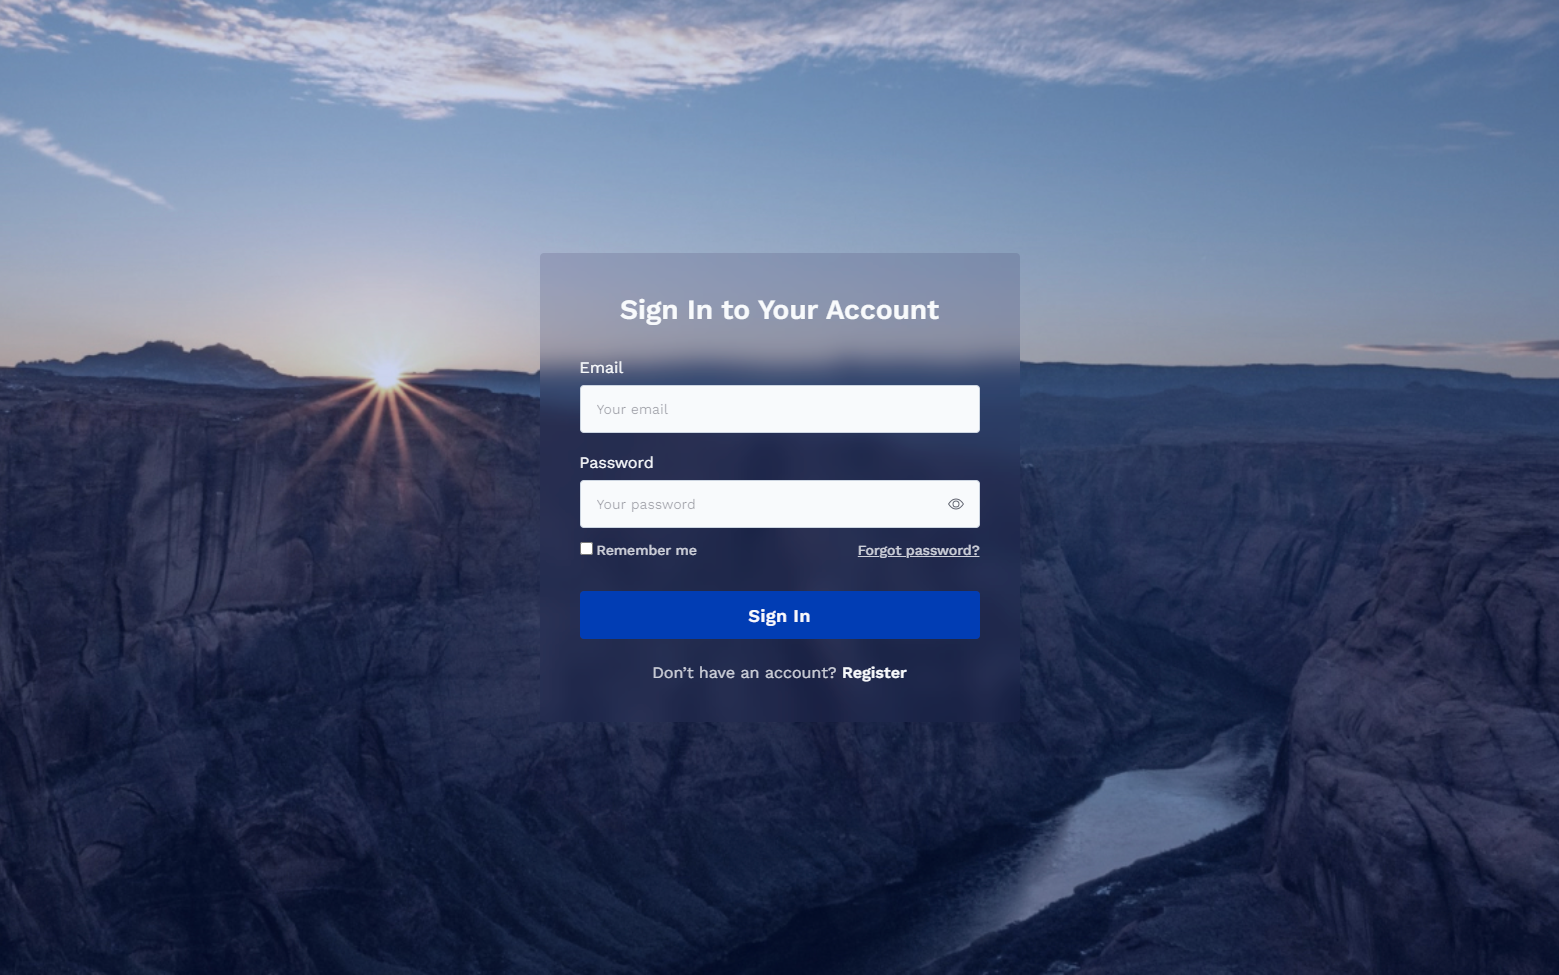 Sign In to Your Account
Email
Your email
Password
Your password
Remember me
Forgot password?
Sign In
Don’t have an account? Register